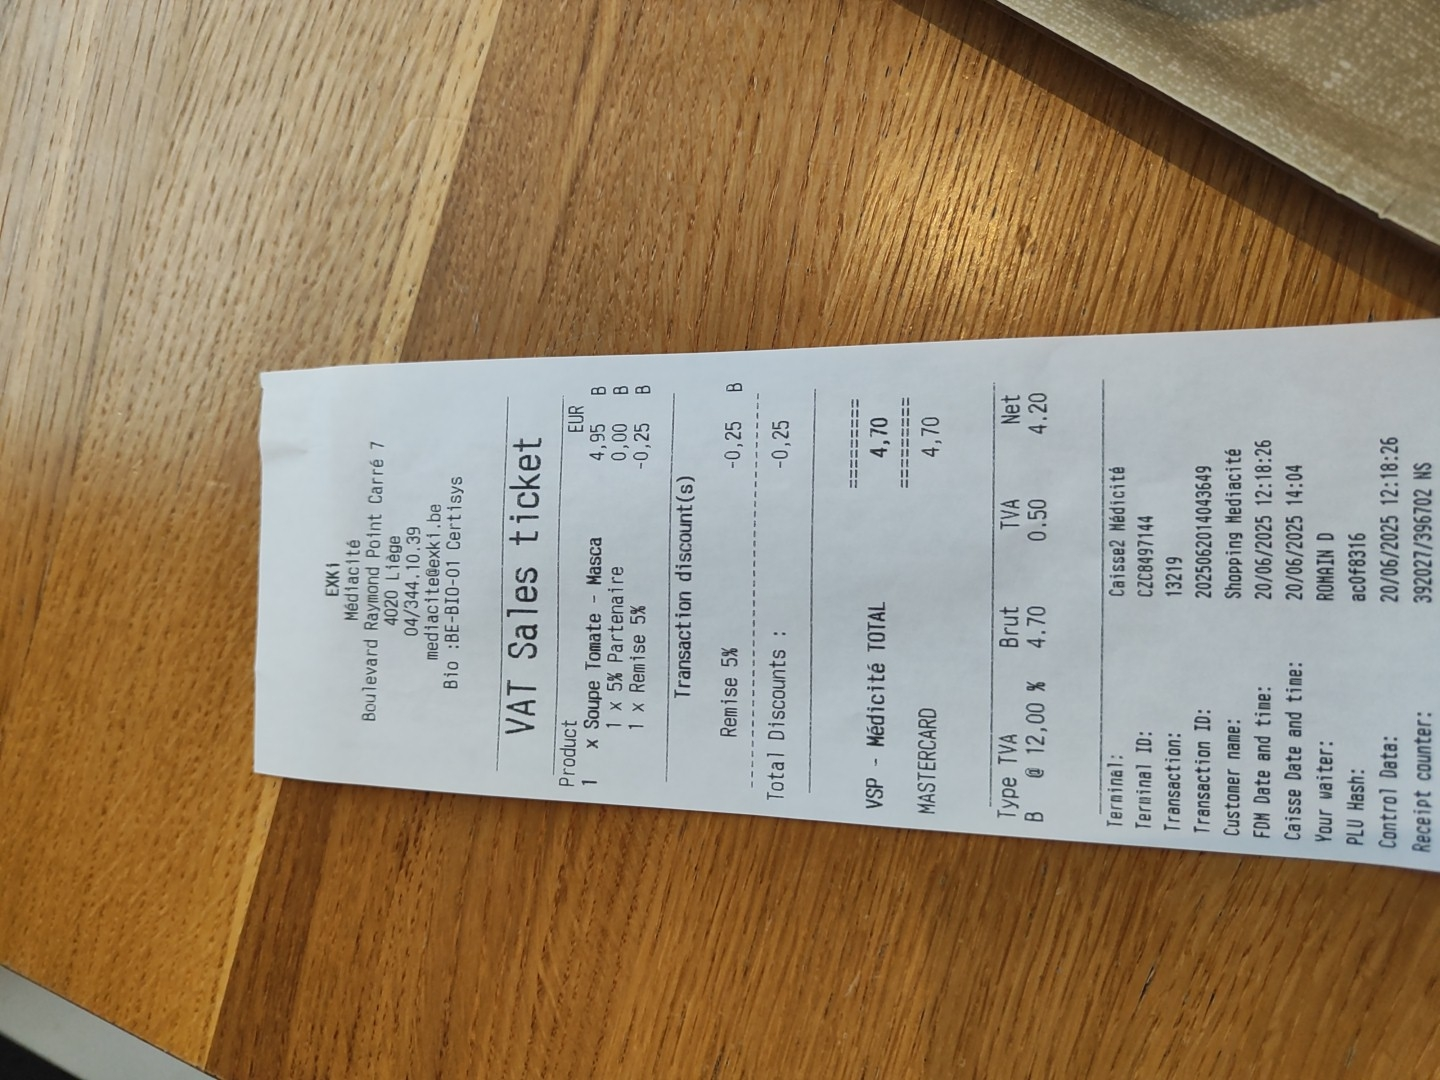 EXKi
Médiacité
Boulevard Raymond Point Carré 7
4020 Liège
04/344.10.39
mediacite@exki.be
Bio :BE-BIO-01 Certisys
VAT Sales ticket
Product EUR
1 x Soupe Tomate - Masca 4,95 B
1 x 5% Partenaire 0,00 B
1 x Remise 5% -0,25 B
Transaction discount(s)
Remise 5% -0,25 B
Total Discounts : -0,25
========
VSP - Médicité TOTAL 4,70
========
MASTERCARD 4,70
Type TVA Brut TVA Net
B @ 12,00 % 4.70 0.50 4.20
Terminal: Caisse2 Médicité
Terminal ID: CZC8497144
Transaction: 13219
Transaction ID: 2025062014043649
Customer name: Shopping Mediacité
FDM Date and time: 20/06/2025 12:18:26
Caisse Date and time: 20/06/2025 14:04
Your waiter: ROMAIN D
PLU Hash: ac0f8316
Control Data: 20/06/2025 12:18:26
Receipt counter: 392027/396702 NS